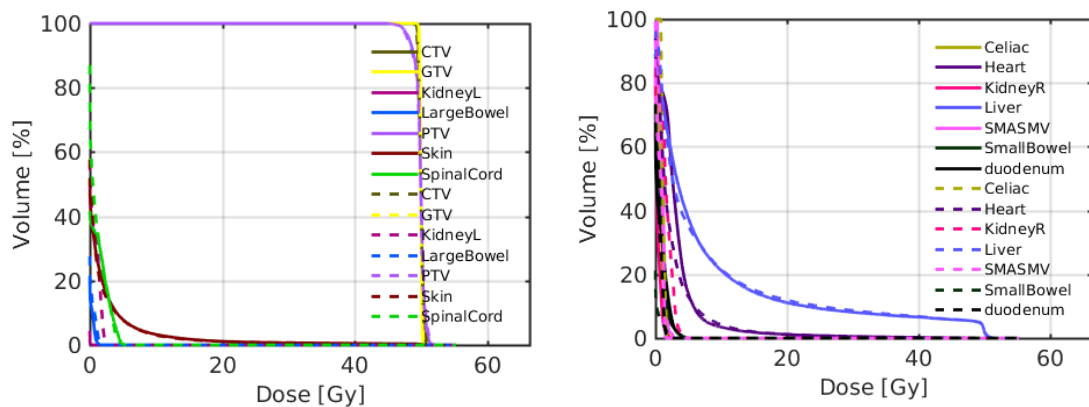 100
80
60
40
20
0
Volume [%]
0
20
40
60
Dose [Gy]
CTV
GTV
KidneyL
LargeBowel
PTV
Skin
SpinalCord
CTV
GTV
KidneyL
LargeBowel
PTV
Skin
SpinalCord
100
80
60
40
20
0
Volume [%]
0
20
40
60
Dose [Gy]
Celiac
Heart
KidneyR
Liver
SMASMV
SmallBowel
duodenum
Celiac
Heart
KidneyR
Liver
SMASMV
SmallBowel
duodenum